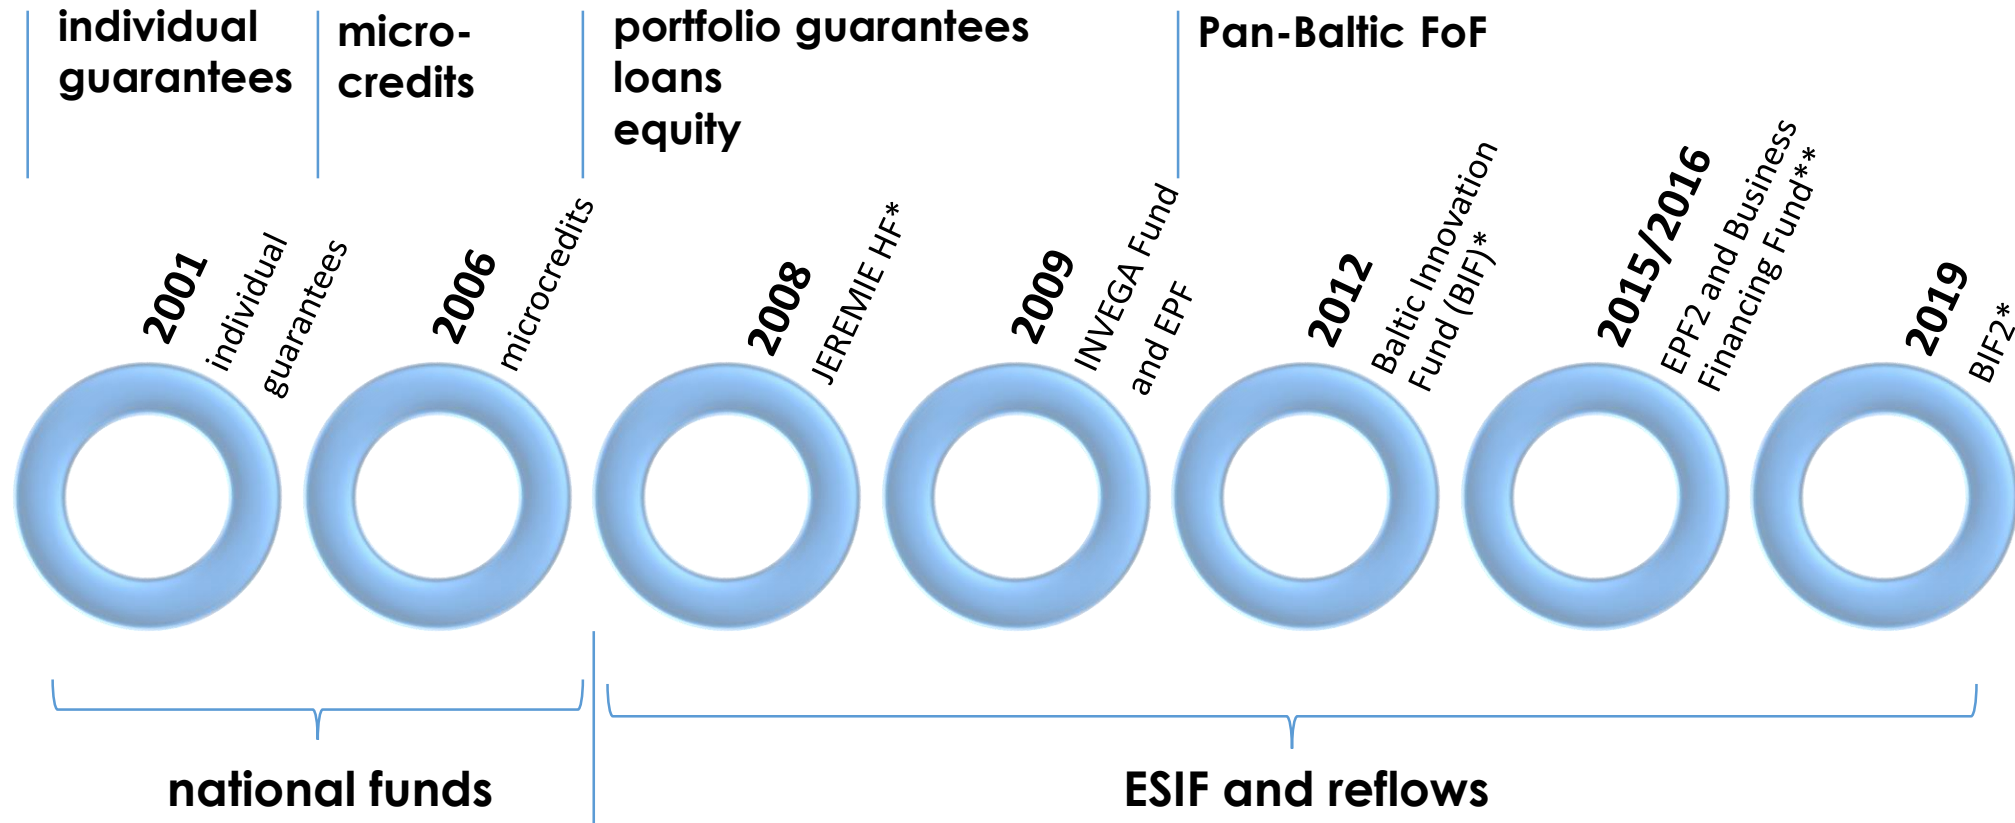 individual
guarantees
micro-
credits
portfolio guarantees
loans
equity
Pan-Baltic FoF
2001
individual
guarantees
2006
microcredits
2008
JEREMIE HF*
2009
INVEGA Fund
and EPF
2012
Baltic Innovation
Fund (BIF)*
2015/2016
EPF2 and Business
Financing Fund**
2019
BIF2*
national funds
ESIF and reflows